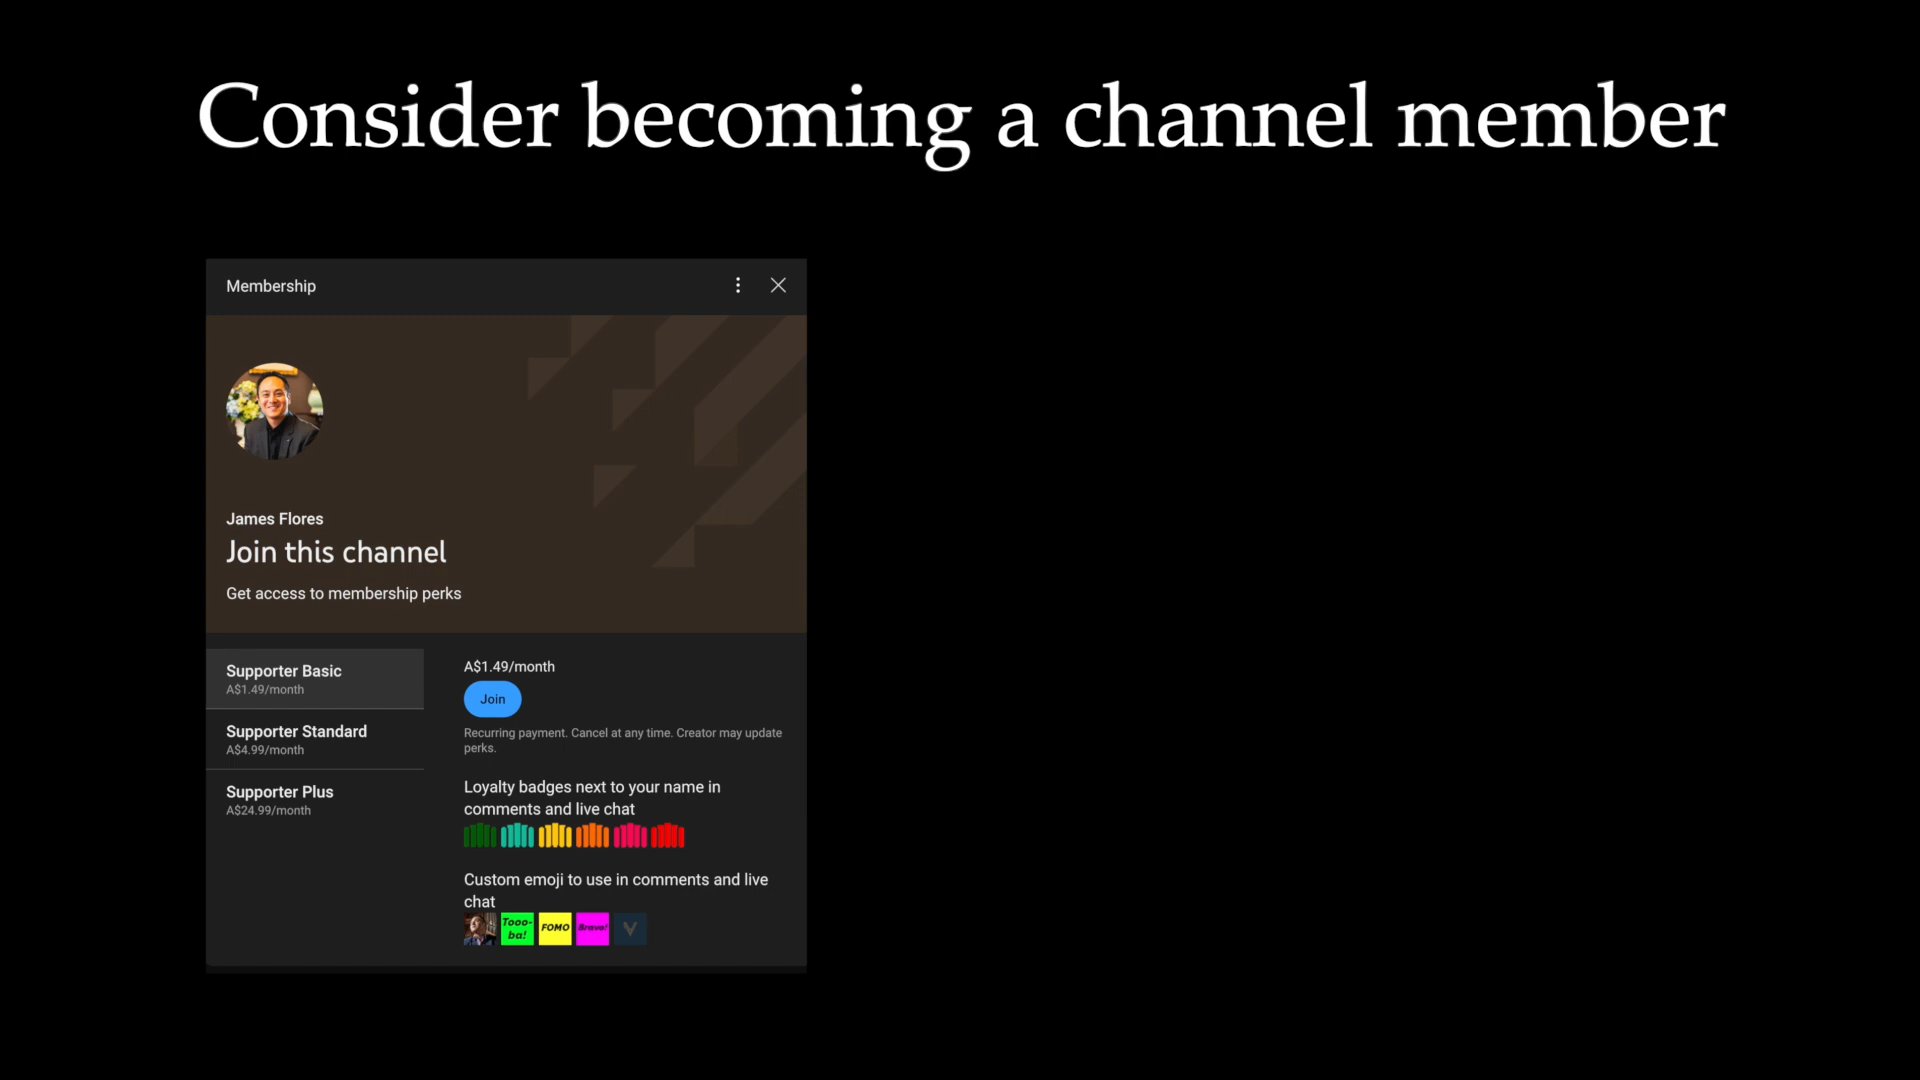 Consider becoming a channel member
Membership
James Flores
Join this channel
Get access to membership perks
Supporter Basic
A$1.49/month
Supporter Standard
A$4.99/month
Supporter Plus
A$24.99/month
A$1.49/month
Join
Recurring payment. Cancel at any time. Creator may update
perks.
Loyalty badges next to your name in
comments and live chat
Custom emoji to use in comments and live
chat
Tooo-
ba!
FOMO
Bravo!
V